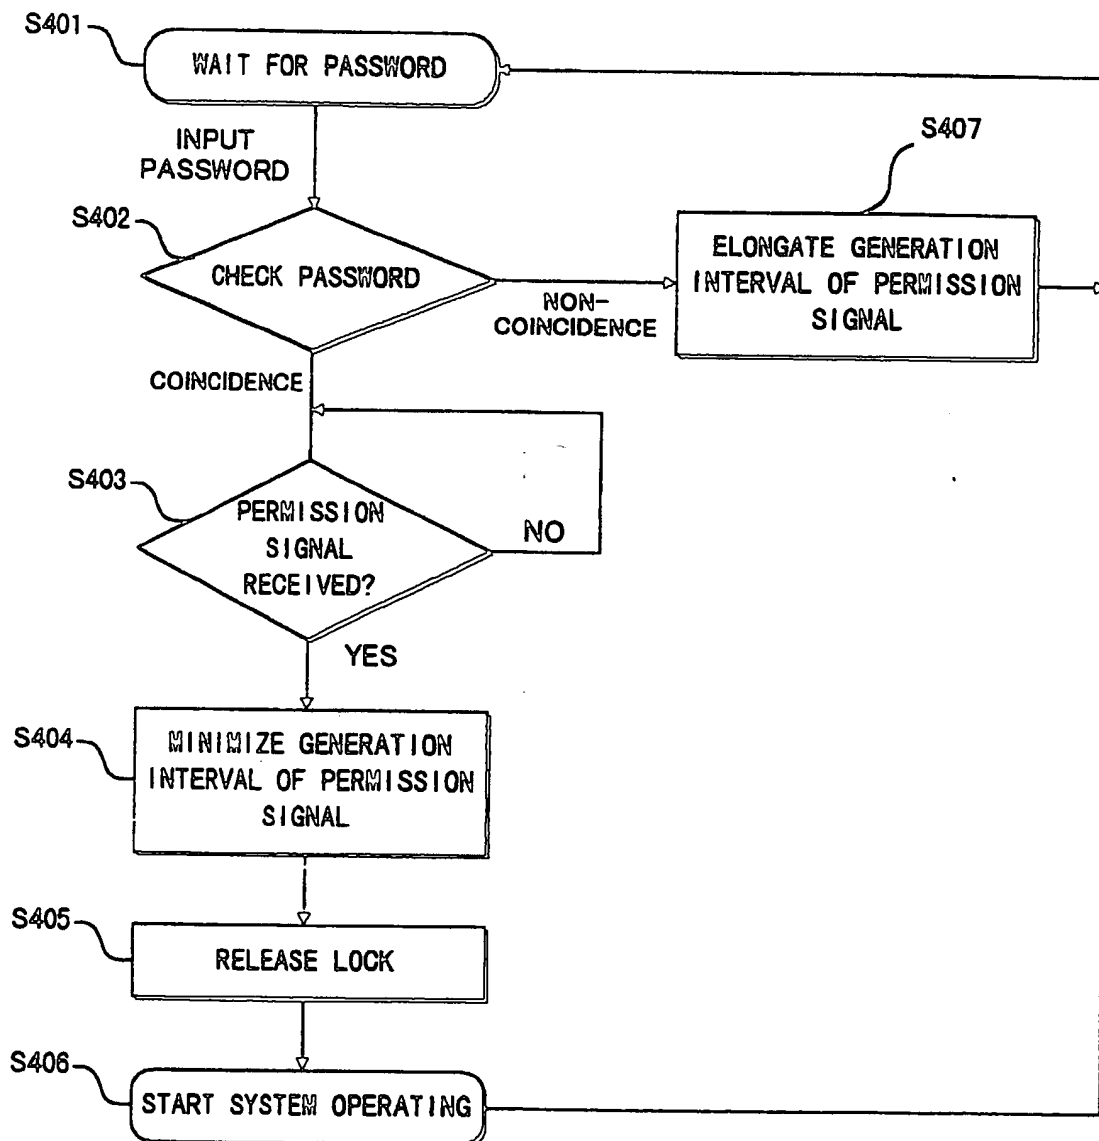 S401
WAIT FOR PASSWORD
INPUT
PASSWORD
S407
S402
CHECK PASSWORD
ELONGATE GENERATION
INTERVAL OF PERMISSION
SIGNAL
NON-
COINCIDENCE
COINCIDENCE
S403
PERMISSION
SIGNAL
RECEIVED?
NO
YES
S404
MINIMIZE GENERATION
INTERVAL OF PERMISSION
SIGNAL
S405
RELEASE LOCK
S406
START SYSTEM OPERATING